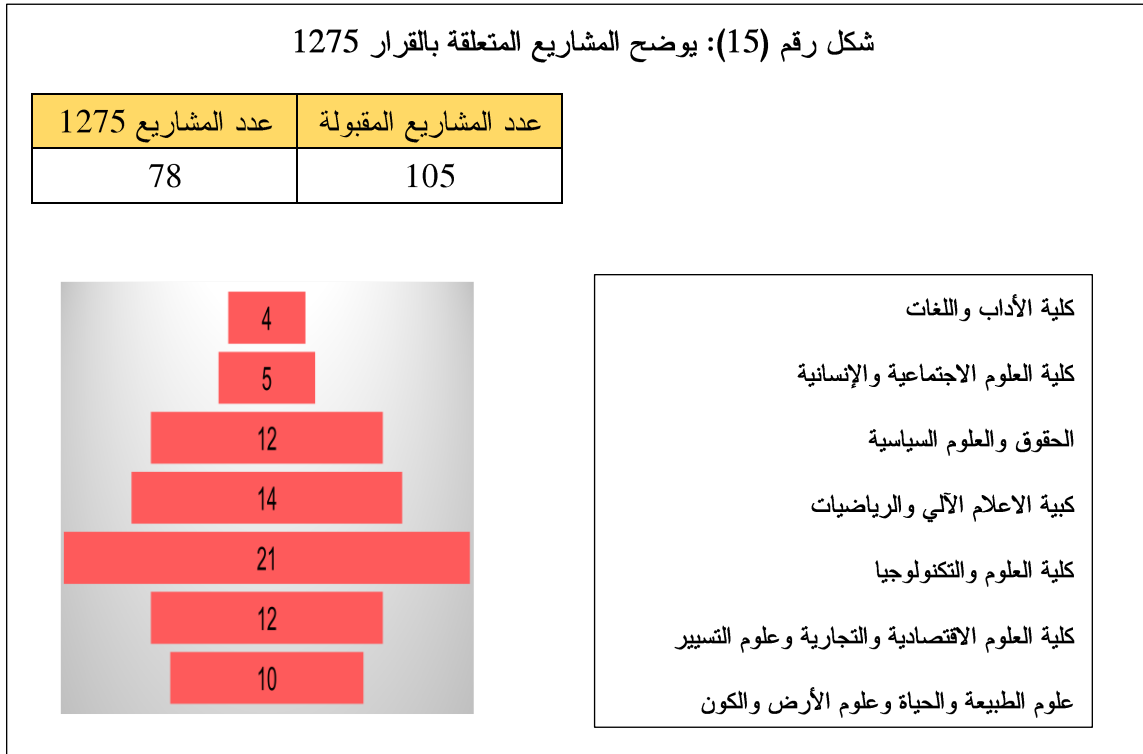 شكل رقم (15): يوضح المشاريع المتعلقة بالقرار 1275
عدد المشاريع المقبولة عدد المشاريع 1275
105 78
4
5
12
14
21
12
10
كلية الأداب واللغات
كلية العلوم الاجتماعية والإنسانية
الحقوق والعلوم السياسية
كبية الاعلام الآلي والرياضيات
كلية العلوم والتكنولوجيا
كلية العلوم الاقتصادية والتجارية وعلوم التسيير
علوم الطبيعة والحياة وعلوم الأرض والكون